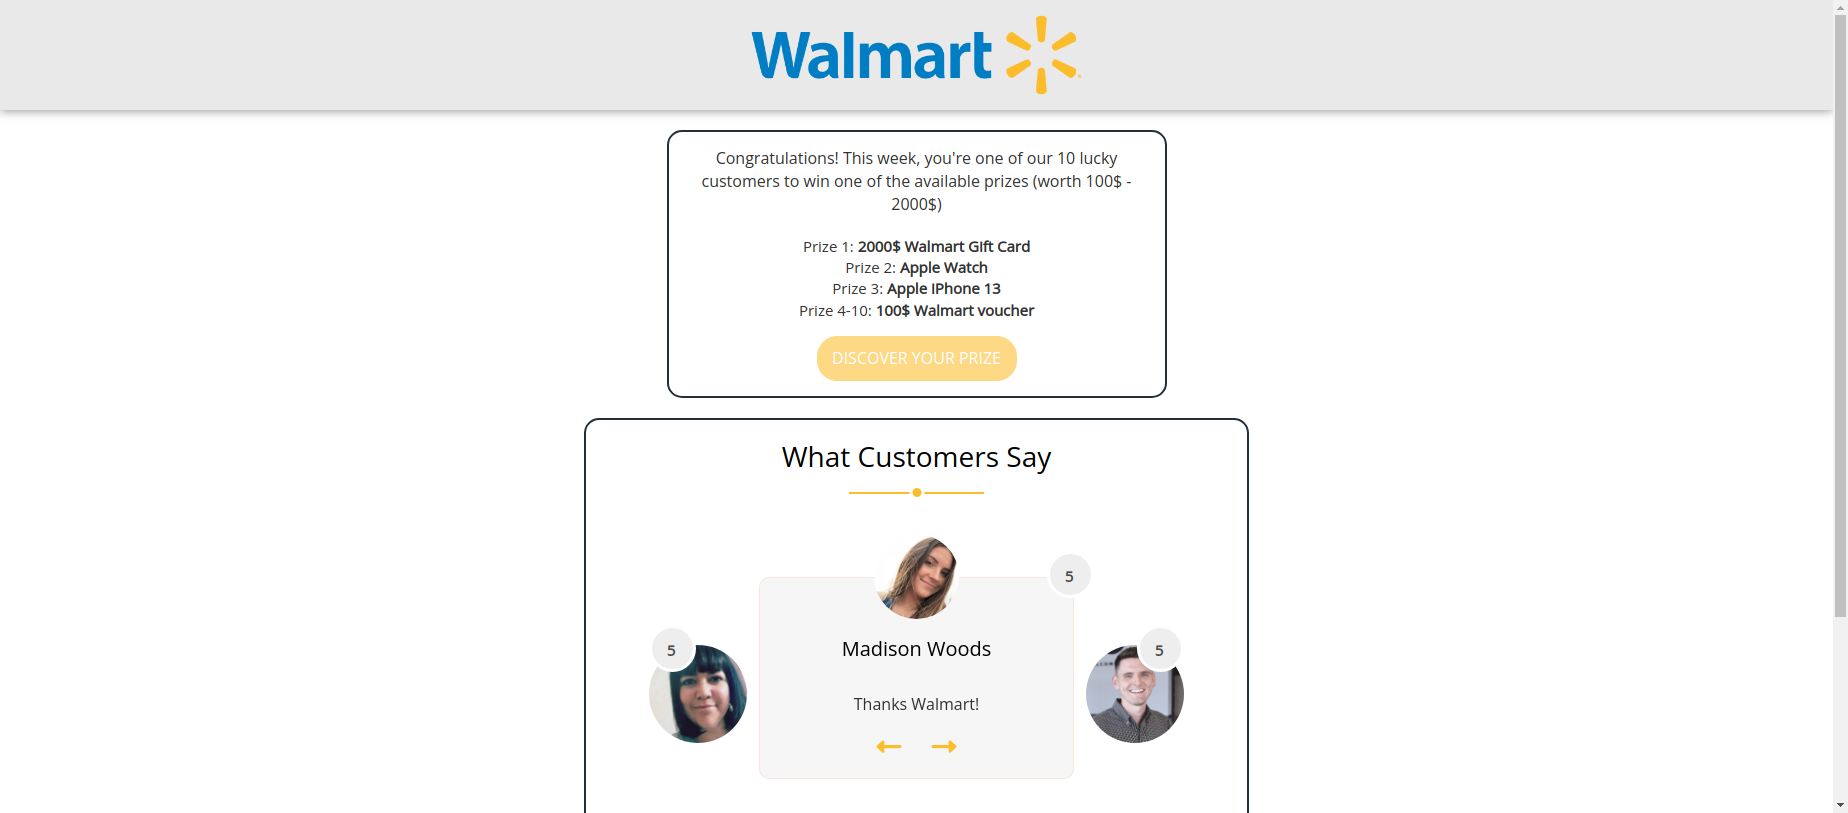 Walmart
Congratulations! This week, you're one of our 10 lucky
customers to win one of the available prizes (worth 100$ -
2000$)
Prize 1: 2000$ Walmart Gift Card
Prize 2: Apple Watch
Prize 3: Apple IPhone 13
Prize 4-10: 100$ Walmart voucher
DISCOVER YOUR PRIZE
What Customers Say
5
5
5
Madison Woods
Thanks Walmart!